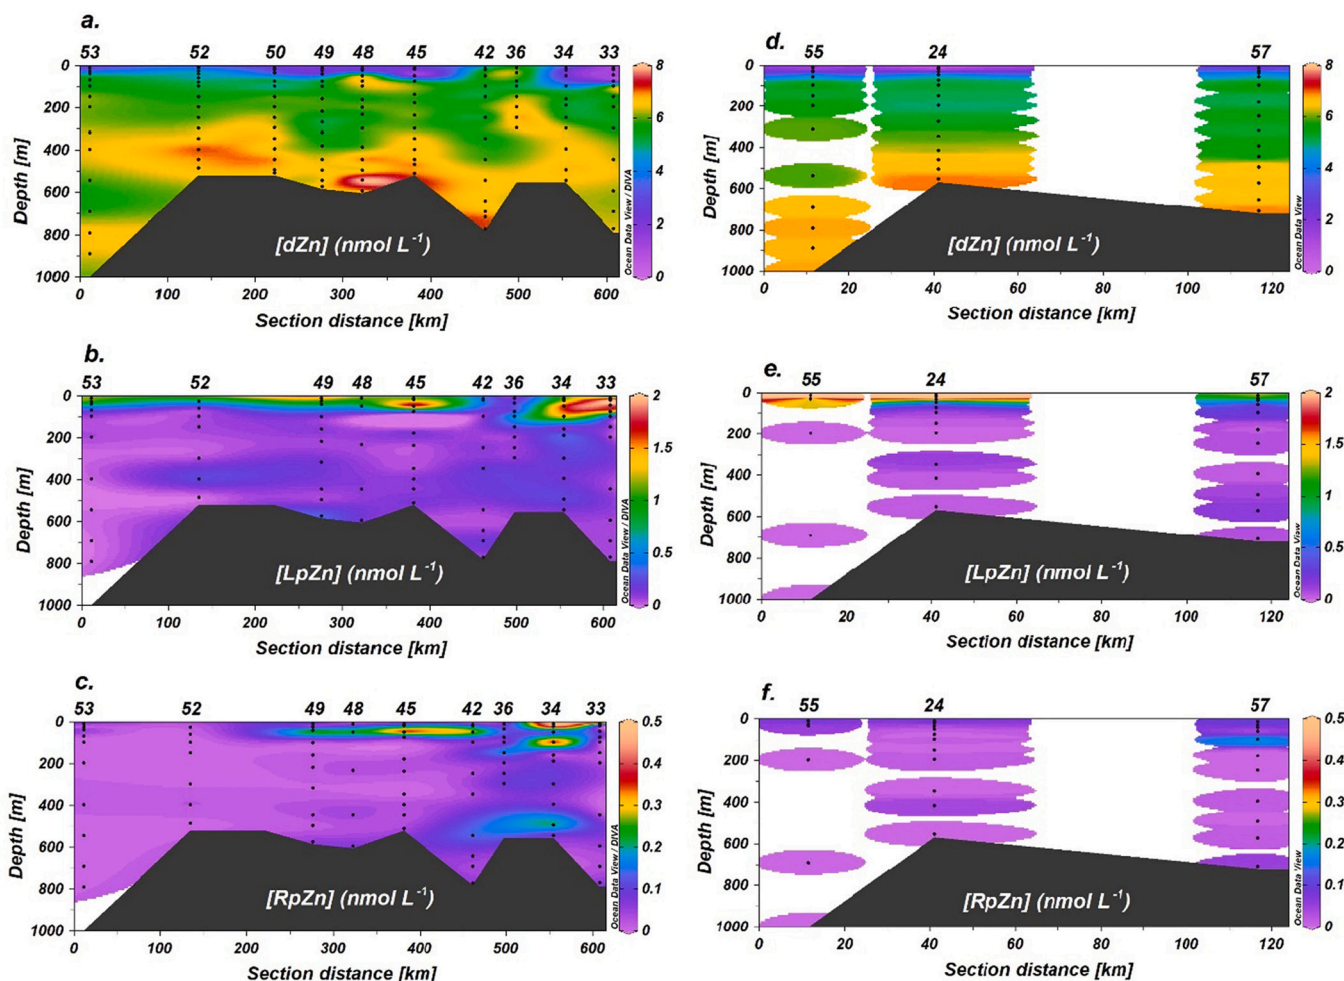 a.
53 52 50 49 48 45 42 36 34 33
0
200
400
600
800
1000
Depth [m]
[dZn] (nmol L-1)
0 100 200 300 400 500 600
Section distance [km]
8
6
4
2
0
Ocean Data View / DIVA
d.
55 24 57
0
200
400
600
800
1000
Depth [m]
[dZn] (nmol L-1)
0 20 40 60 80 100 120
Section distance [km]
8
6
4
2
0
Ocean Data View
b.
53 52 49 48 45 42 36 34 33
0
200
400
600
800
1000
Depth [m]
[LpZn] (nmol L-1)
0 100 200 300 400 500 600
Section distance [km]
2
1.5
1
0.5
0
Ocean Data View / DIVA
e.
55 24 57
0
200
400
600
800
1000
Depth [m]
[LpZn] (nmol L-1)
0 20 40 60 80 100 120
Section distance [km]
2
1.5
1
0.5
0
Ocean Data View
c.
53 52 49 48 45 42 36 34 33
0
200
400
600
800
1000
Depth [m]
[RpZn] (nmol L-1)
0 100 200 300 400 500 600
Section distance [km]
0.5
0.4
0.3
0.2
0.1
0
Ocean Data View / DIVA
f.
55 24 57
0
200
400
600
800
1000
Depth [m]
[RpZn] (nmol L-1)
0 20 40 60 80 100 120
Section distance [km]
0.5
0.4
0.3
0.2
0.1
0
Ocean Data View